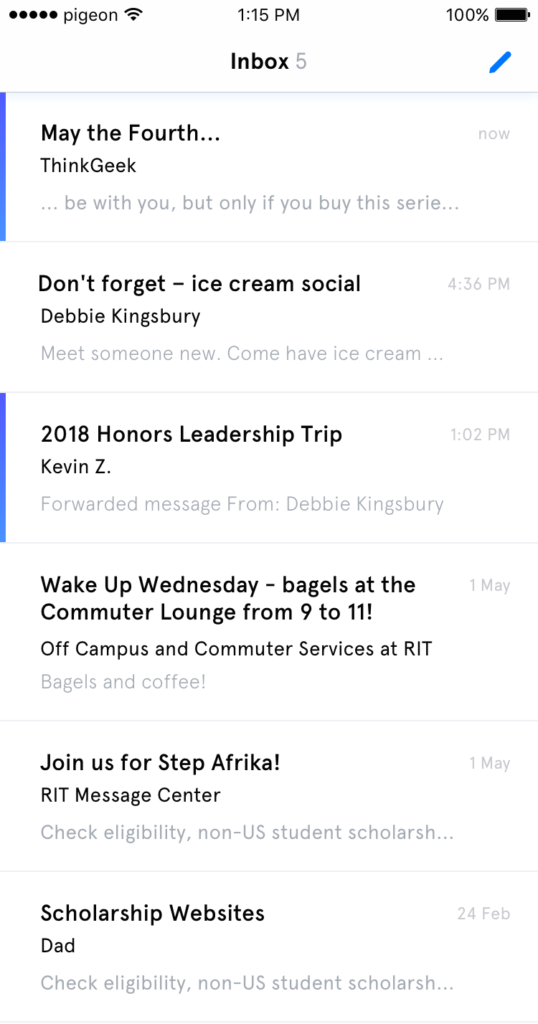 pigeon 1:15 PM 100%
Inbox 5
May the Fourth... now
ThinkGeek
... be with you, but only if you buy this serie...
Don't forget – ice cream social 4:36 PM
Debbie Kingsbury
Meet someone new. Come have ice cream ...
2018 Honors Leadership Trip 1:02 PM
Kevin Z.
Forwarded message From: Debbie Kingsbury
Wake Up Wednesday - bagels at the 1 May
Commuter Lounge from 9 to 11!
Off Campus and Commuter Services at RIT
Bagels and coffee!
Join us for Step Afrika! 1 May
RIT Message Center
Check eligibility, non-US student scholarsh...
Scholarship Websites 24 Feb
Dad
Check eligibility, non-US student scholarsh...